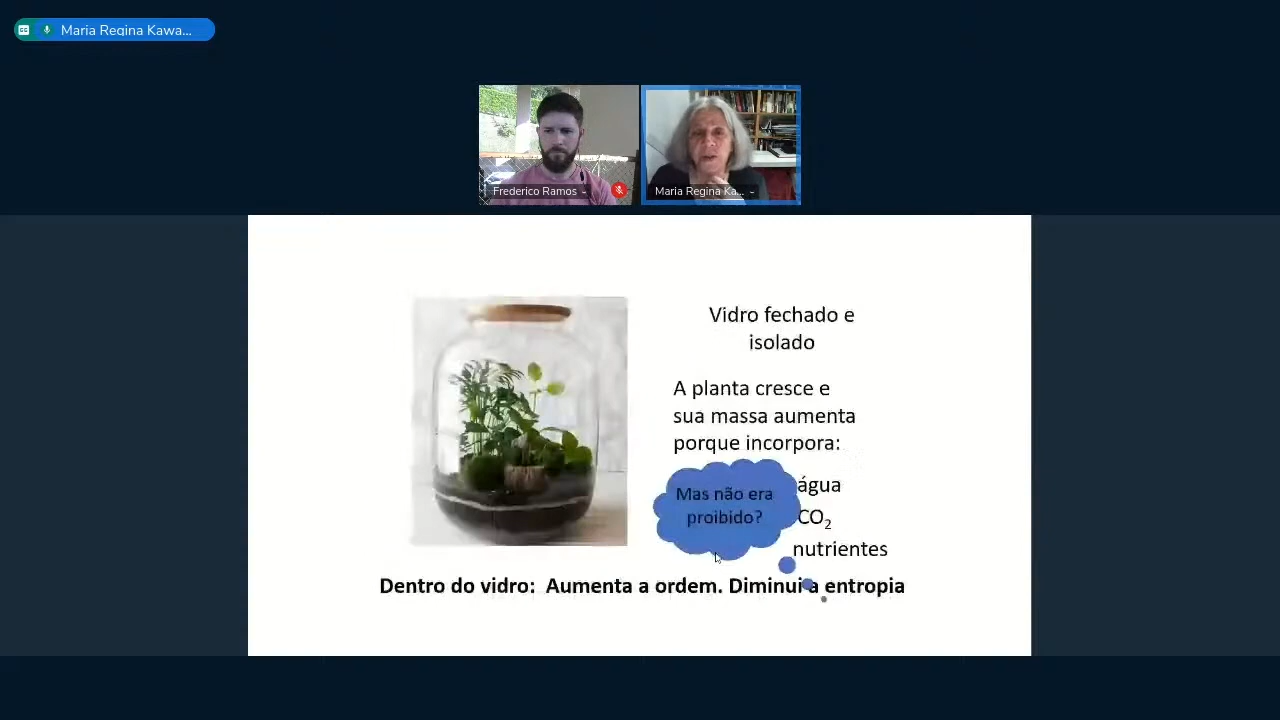 Maria Regina Kawa...
Frederico Ramos
Maria Regina Ka...
Vidro fechado e
isolado
A planta cresce e
sua massa aumenta
porque incorpora:
água
CO₂
nutrientes
Mas não era
proibido?
Dentro do vidro: Aumenta a ordem. Diminui a entropia